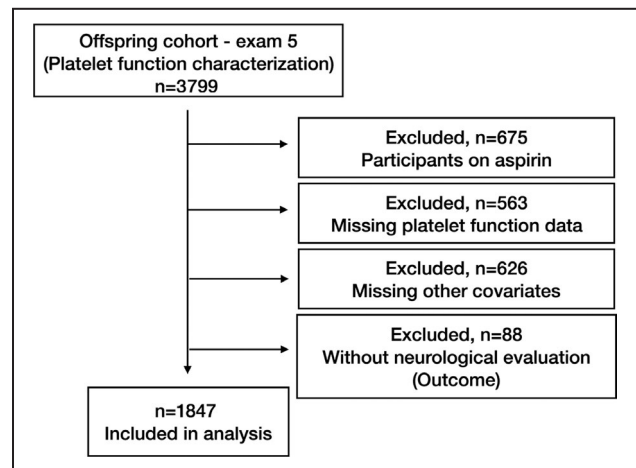 Offspring cohort - exam 5
(Platelet function characterization)
n=3799
Excluded, n=675
Participants on aspirin
Excluded, n=563
Missing platelet function data
Excluded, n=626
Missing other covariates
Excluded, n=88
Without neurological evaluation
(Outcome)
n=1847
Included in analysis